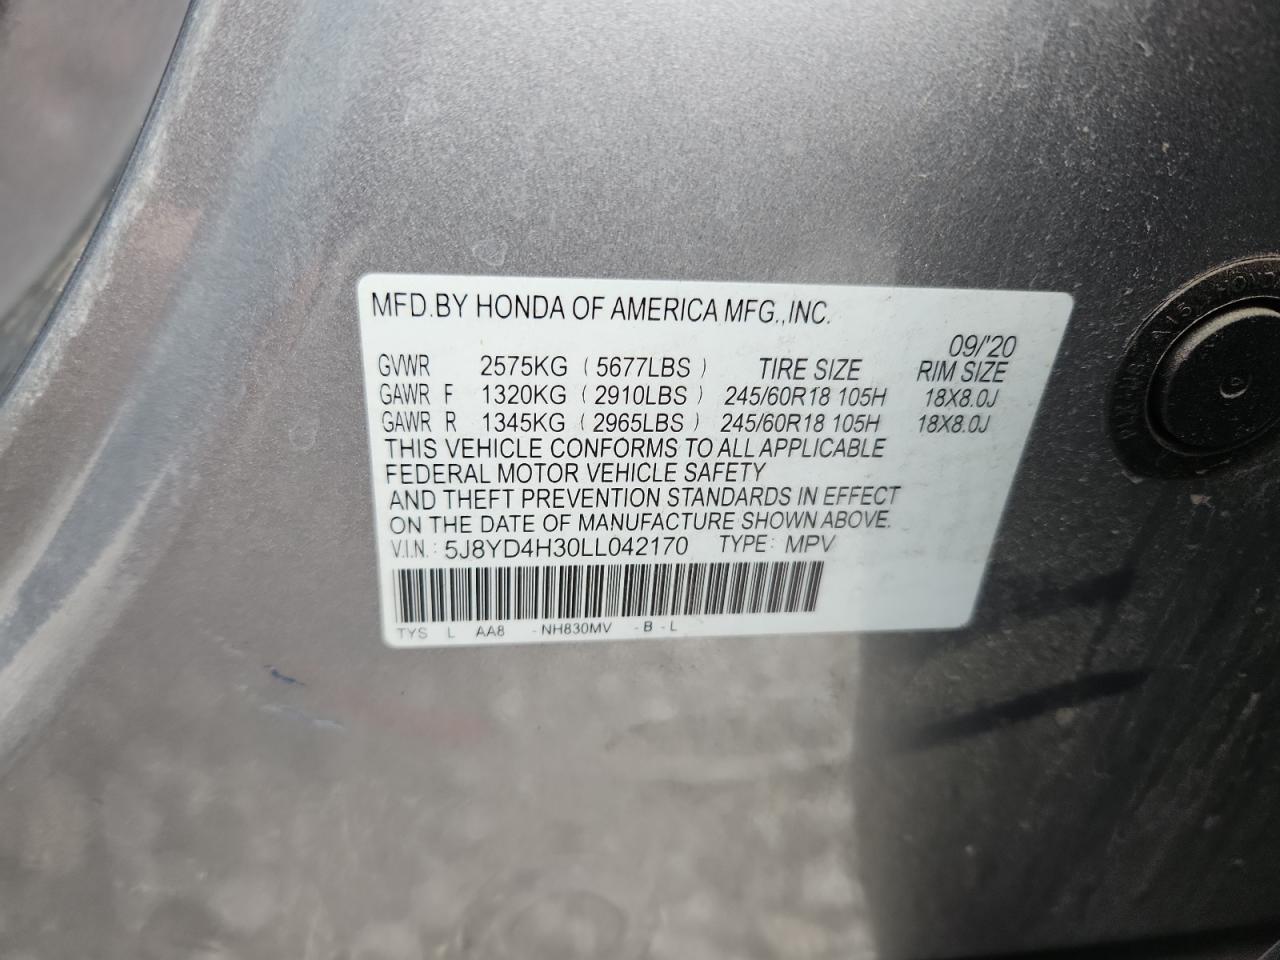 MFD.BY HONDA OF AMERICA MFG.,INC.
09/'20
GVWR 2575KG ( 5677LBS ) TIRE SIZE RIM SIZE
GAWR F 1320KG ( 2910LBS ) 245/60R18 105H 18X8.0J
GAWR R 1345KG ( 2965LBS ) 245/60R18 105H 18X8.0J
THIS VEHICLE CONFORMS TO ALL APPLICABLE
FEDERAL MOTOR VEHICLE SAFETY
AND THEFT PREVENTION STANDARDS IN EFFECT
ON THE DATE OF MANUFACTURE SHOWN ABOVE.
V.I.N.: 5J8YD4H30LL042170 TYPE: MPV
TYS L AA8 -NH830MV -B -L